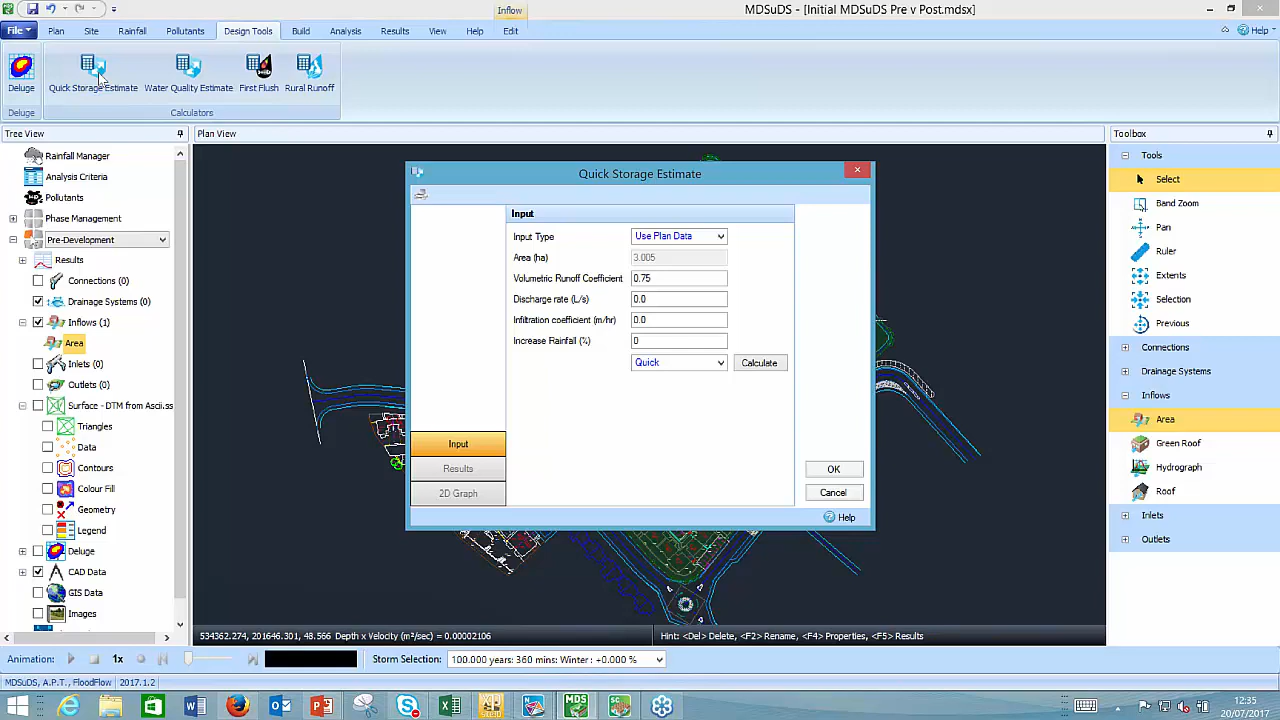 Inflow
MDSuDS - [Initial MDSuDS Pre v Post.mdsx]
File
Plan
Site
Rainfall
Pollutants
Design Tools
Build
Analysis
Results
View
Help
Edit
Help
Deluge
Quick Storage Estimate
Water Quality Estimate
First Flush
Rural Runoff
Deluge
Calculators
Tree View
Plan View
Toolbox
Rainfall Manager
Analysis Criteria
Pollutants
Phase Management
Pre-Development
Results
Connections (0)
Drainage Systems (0)
Inflows (1)
Area
Inlets (0)
Outlets (0)
Surface - DTM from Ascii.ss
Triangles
Data
Contours
Colour Fill
Geometry
Legend
Deluge
CAD Data
GIS Data
Images
Quick Storage Estimate
Input
Input Type
Use Plan Data
Area (ha)
3.005
Volumetric Runoff Coefficient
0.75
Discharge rate (L/s)
0.0
Infiltration coefficient (m/hr)
0.0
Increase Rainfall (%)
0
Quick
Calculate
Input
Results
2D Graph
OK
Cancel
Help
Tools
Select
Band Zoom
Pan
Ruler
Extents
Selection
Previous
Connections
Drainage Systems
Inflows
Area
Green Roof
Hydrograph
Roof
Inlets
Outlets
534362.274, 201646.301, 48.566 Depth x Velocity (m²/sec) = 0.00002106
Hint: <Del> Delete, <F2> Rename, <F4> Properties, <F5> Results
Animation:
1x
Storm Selection:
100.000 years: 360 mins: Winter : +0.000 %
MDSuDS, A.P.T., FloodFlow
2017.1.2
12:35
20/07/2017